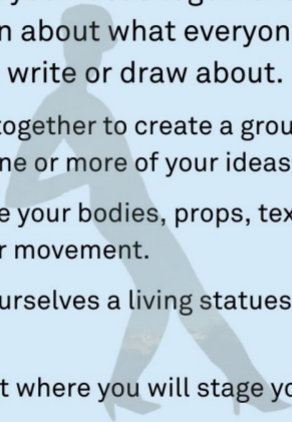 n about what everyon
write or draw about.
together to create a grou
ne or more of your ideas
e your bodies, props, tex
r movement.
urselves a living statues
t where you will stage yo